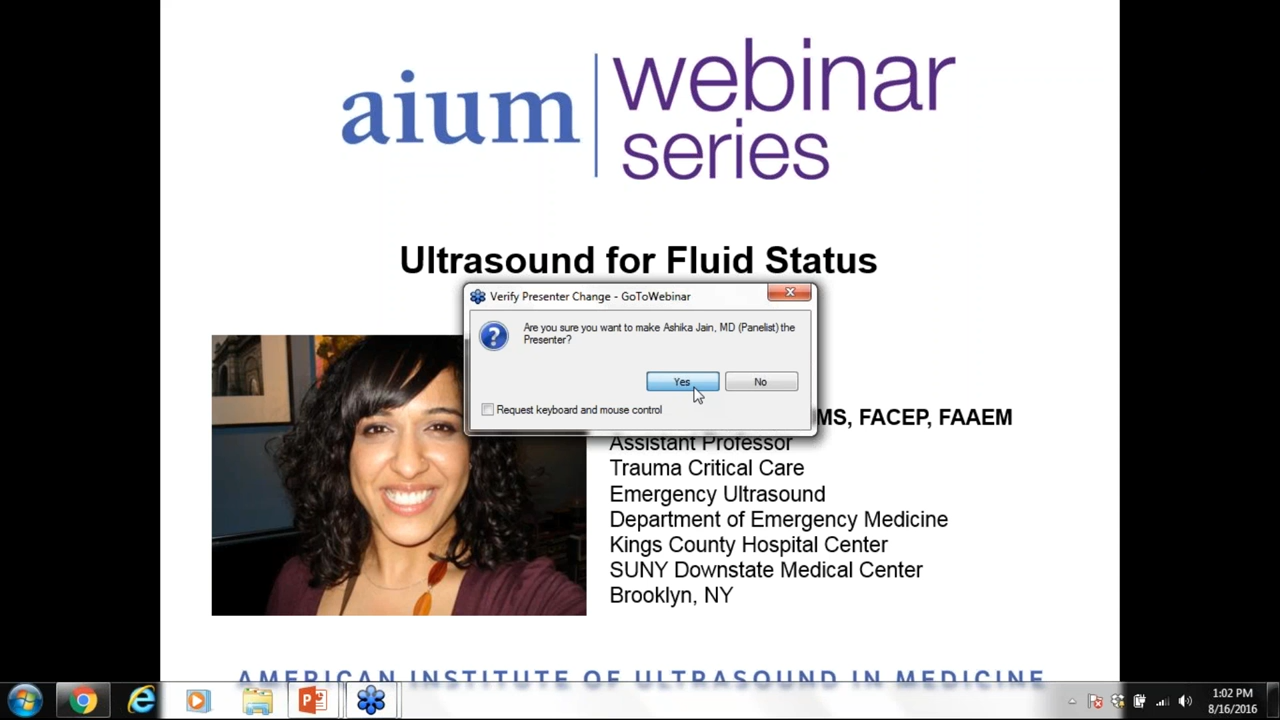 aium
webinar
series
Ultrasound for Fluid Status
Verify Presenter Change - GoToWebinar
Are you sure you want to make Ashika Jain, MD (Panelist) the
Presenter?
Yes
No
Request keyboard and mouse control
MS, FACEP, FAAEM
Assistant Professor
Trauma Critical Care
Emergency Ultrasound
Department of Emergency Medicine
Kings County Hospital Center
SUNY Downstate Medical Center
Brooklyn, NY
AMERICAN INSTITUTE OF ULTRASOUND IN MEDICINE
1:02 PM
8/16/2016